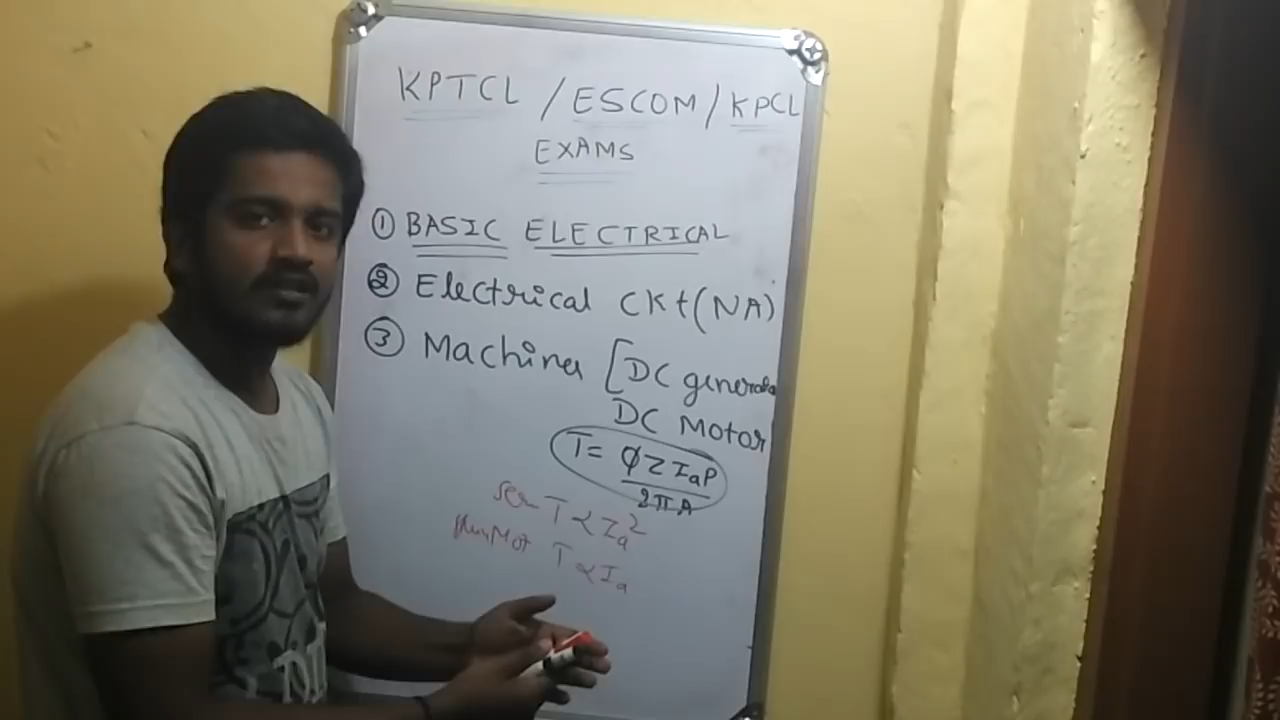 KPTCL / ESCOM / KPCL
EXAMS
① BASIC ELECTRICAL
② Electrical CKt (NA)
③ Machines [DC generato
DC Motor
T = φZIaP / 2πA
Ser T ∝ Ia²
T ∝ Ia